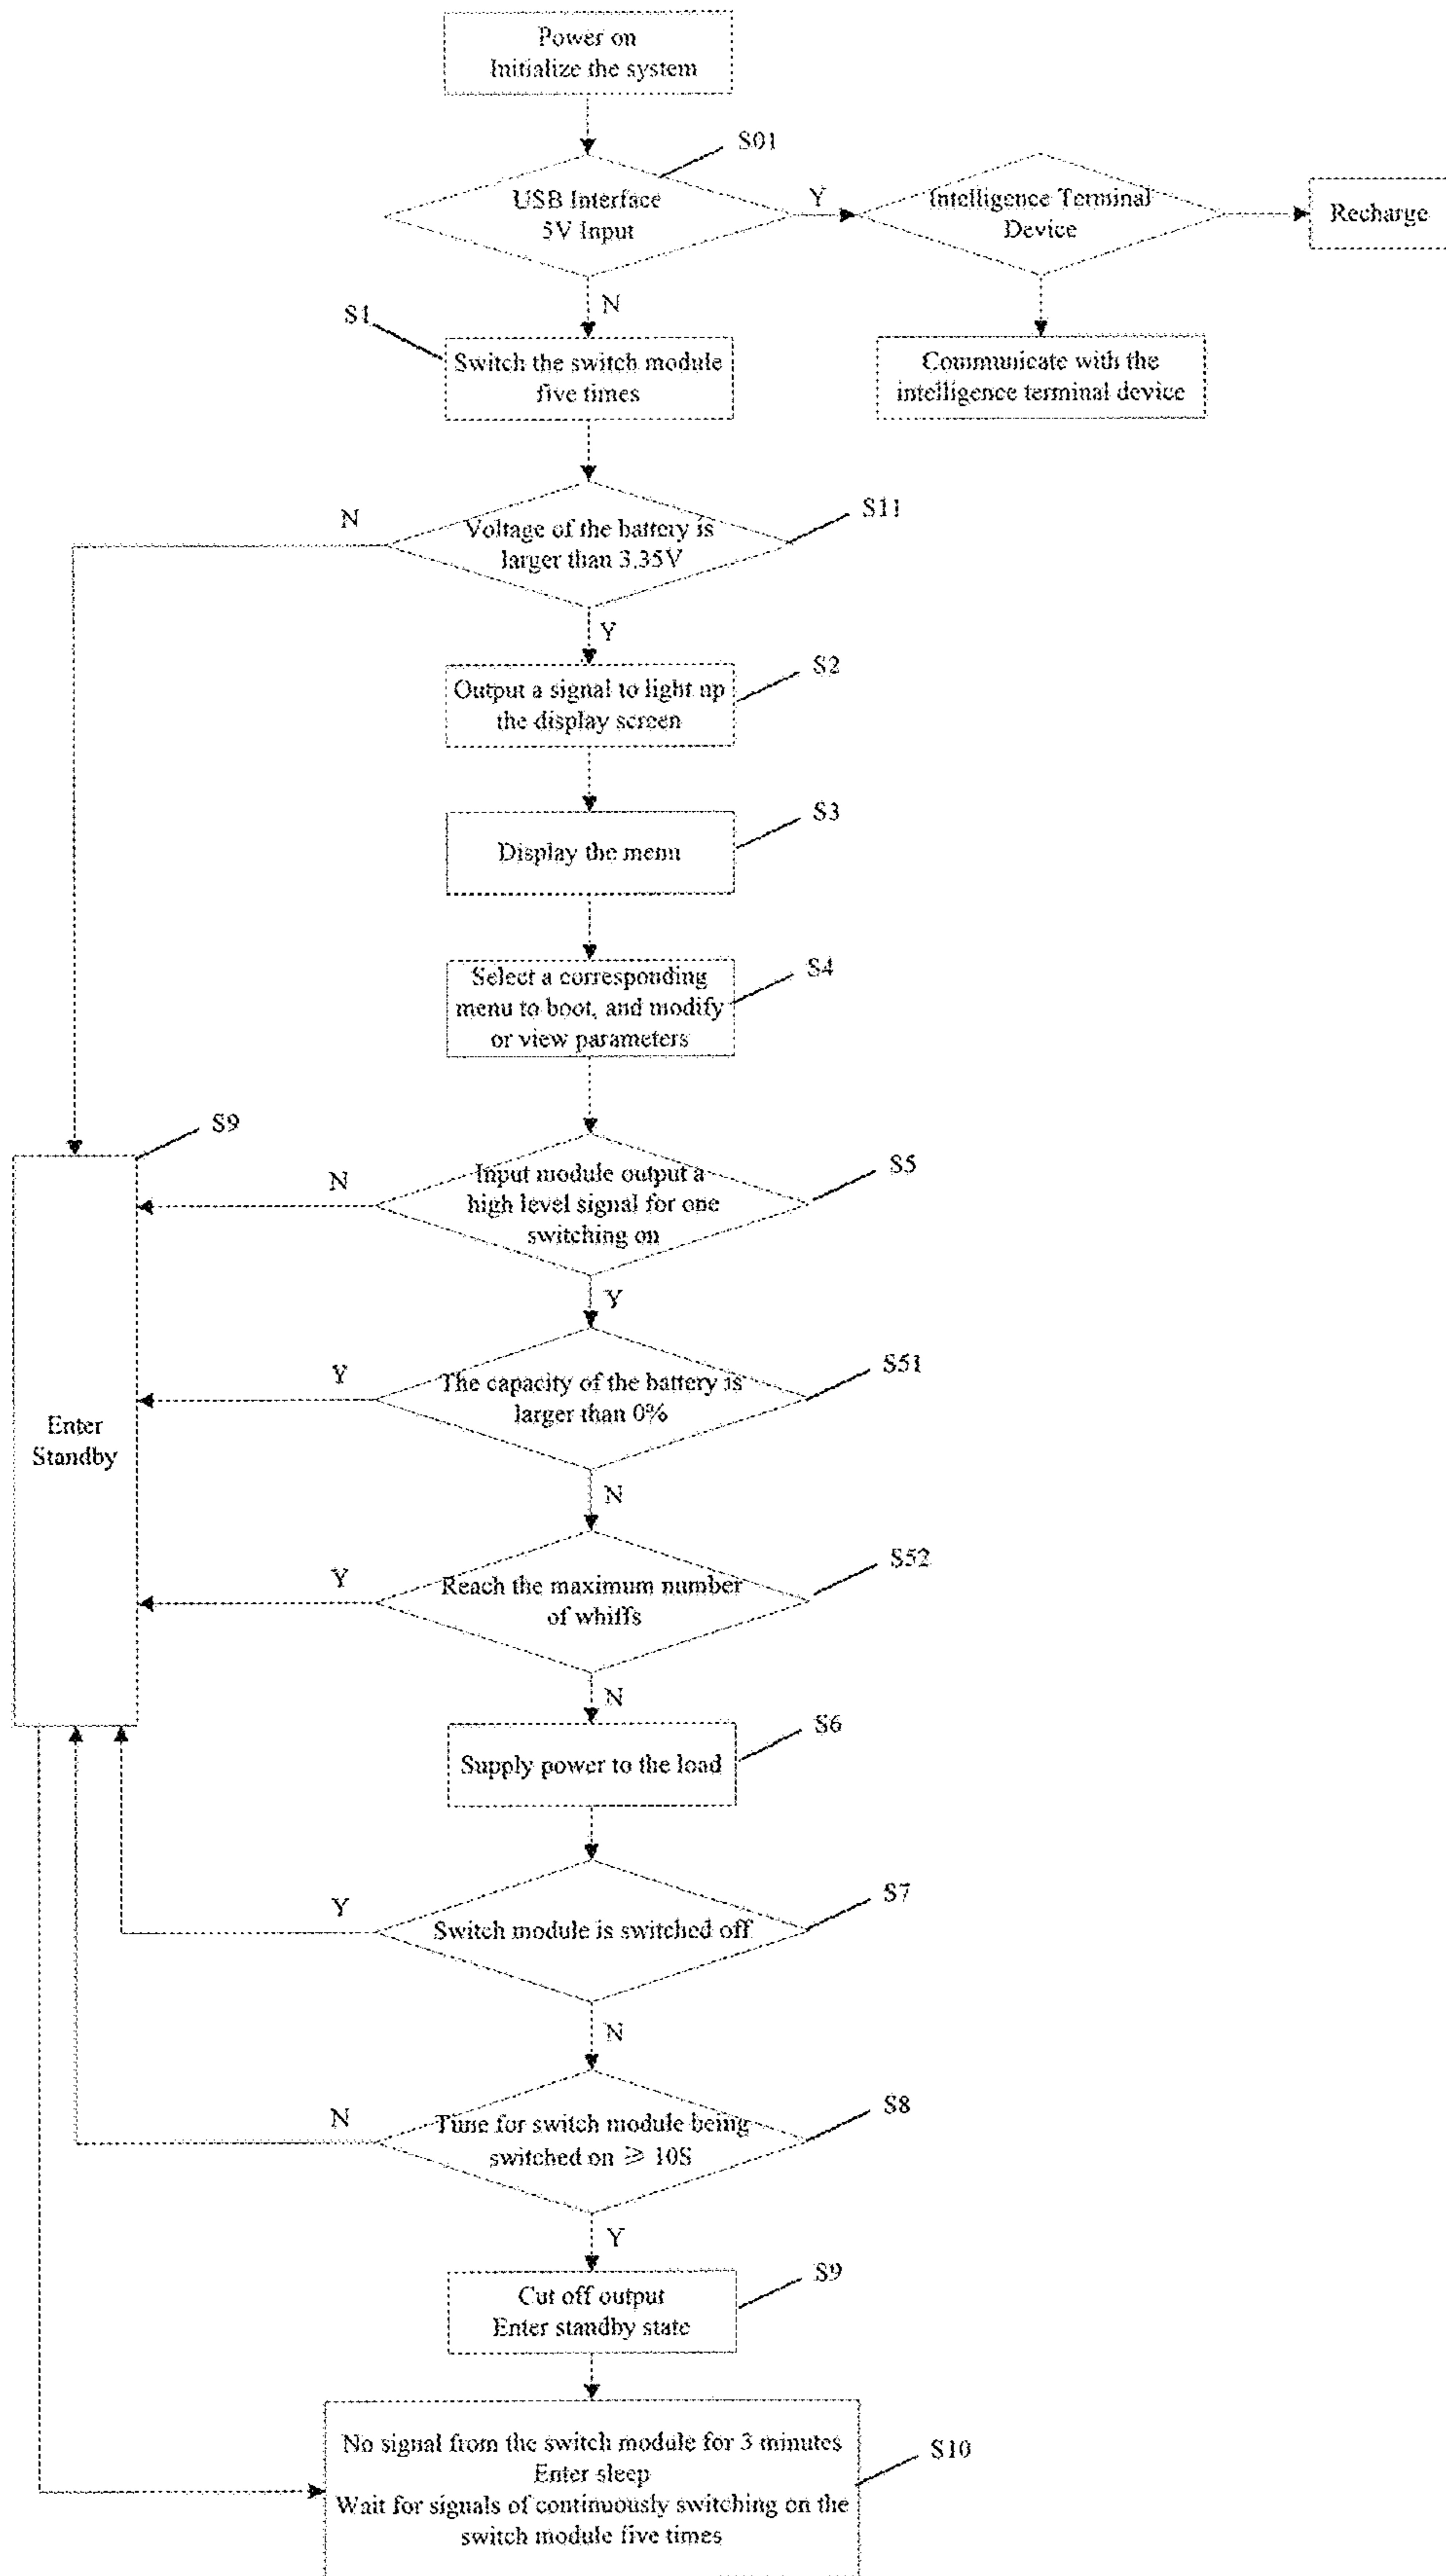 Power on
Initialize the system
S01
USB Interface
5V Input
Y
Intelligence Terminal
Device
Recharge
N
S1
Switch the switch module
five times
Communicate with the
intelligence terminal device
S11
N
Voltage of the battery is
larger than 3.35V
Y
S2
Output a signal to light up
the display screen
S3
Display the menu
S4
Select a corresponding
menu to boot, and modify
or view parameters
S9
S5
N
Input module output a
high level signal for one
switching on
Y
S51
Y
The capacity of the battery is
larger than 0%
Enter
Standby
N
S52
Y
Reach the maximum number
of whiffs
N
S6
Supply power to the load
S7
Y
Switch module is switched off
N
S8
N
Time for switch module being
switched on ≥ 10S
Y
S9
Cut off output
Enter standby state
S10
No signal from the switch module for 3 minutes
Enter sleep
Wait for signals of continuously switching on the
switch module five times